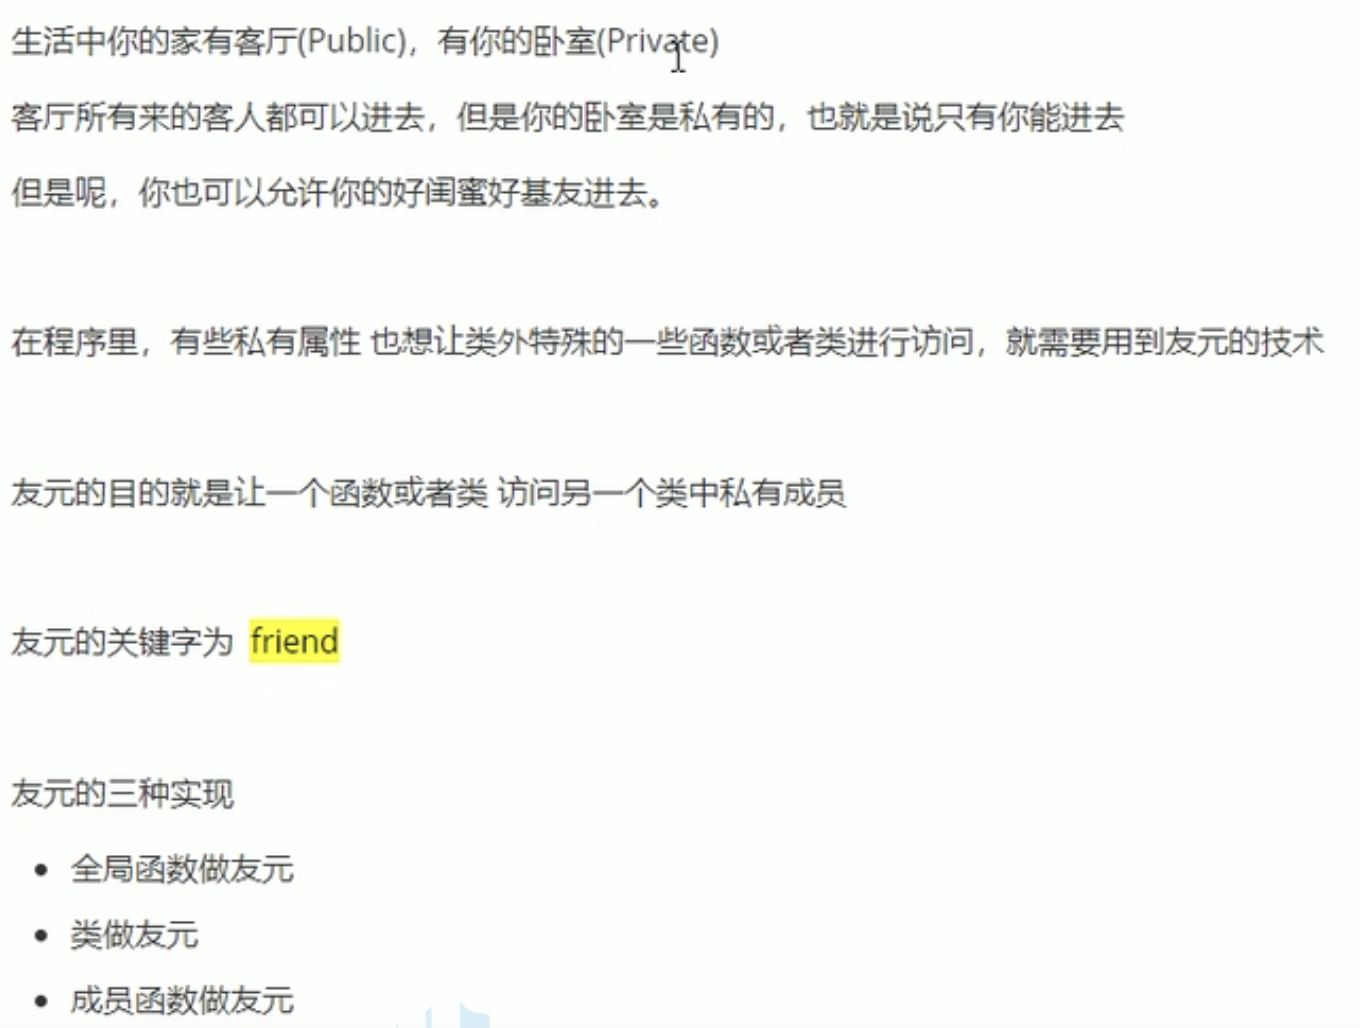 生活中你的家有客厅(Public)，有你的卧室(Private)
客厅所有来的客人都可以进去，但是你的卧室是私有的，也就是说只有你能进去
但是呢，你也可以允许你的好闺蜜好基友进去。
在程序里，有些私有属性 也想让类外特殊的一些函数或者类进行访问，就需要用到友元的技术
友元的目的就是让一个函数或者类 访问另一个类中私有成员
友元的关键字为 friend
友元的三种实现
• 全局函数做友元
• 类做友元
• 成员函数做友元